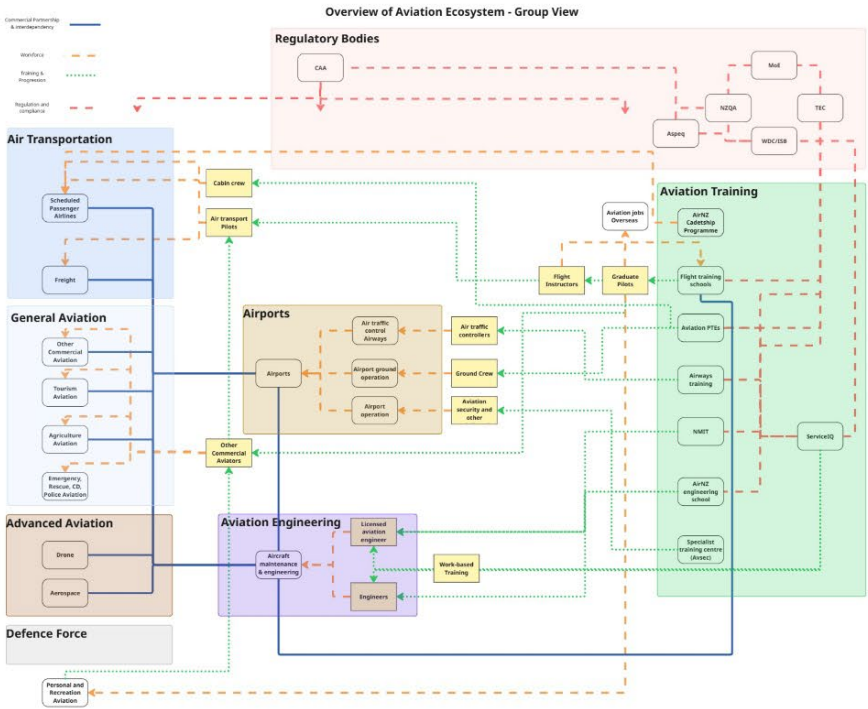 Overview of Aviation Ecosystem - Group View
Commercial Partnership
& Interdependency
Workforce
Training &
Progression
Regulation and
compliance
Regulatory Bodies
CAA
MoE
NZQA
TEC
Aspeq
WDC/ISB
Air Transportation
Scheduled
Passenger
Airlines
Freight
Cabin crew
Air transport
Pilots
Aviation jobs
Overseas
Flight
Instructors
Graduate
Pilots
Aviation Training
AirNZ
Cadetship
Programme
Flight training
schools
Aviation PTEs
Airways
training
NMIT
AirNZ
engineering
school
Specialist
training centre
(Avsec)
ServiceIQ
General Aviation
Other
Commercial
Aviation
Tourism
Aviation
Agriculture
Aviation
Emergency,
Rescue, CD,
Police Aviation
Airports
Airports
Air traffic
control
Airways
Airport ground
operation
Airport
operation
Air traffic
controllers
Ground Crew
Aviation
security and
other
Other
Commercial
Aviators
Advanced Aviation
Drone
Aerospace
Aviation Engineering
Aircraft
maintenance
& engineering
Licensed
aviation
engineer
Engineers
Work-based
Training
Defence Force
Personal and
Recreation
Aviation